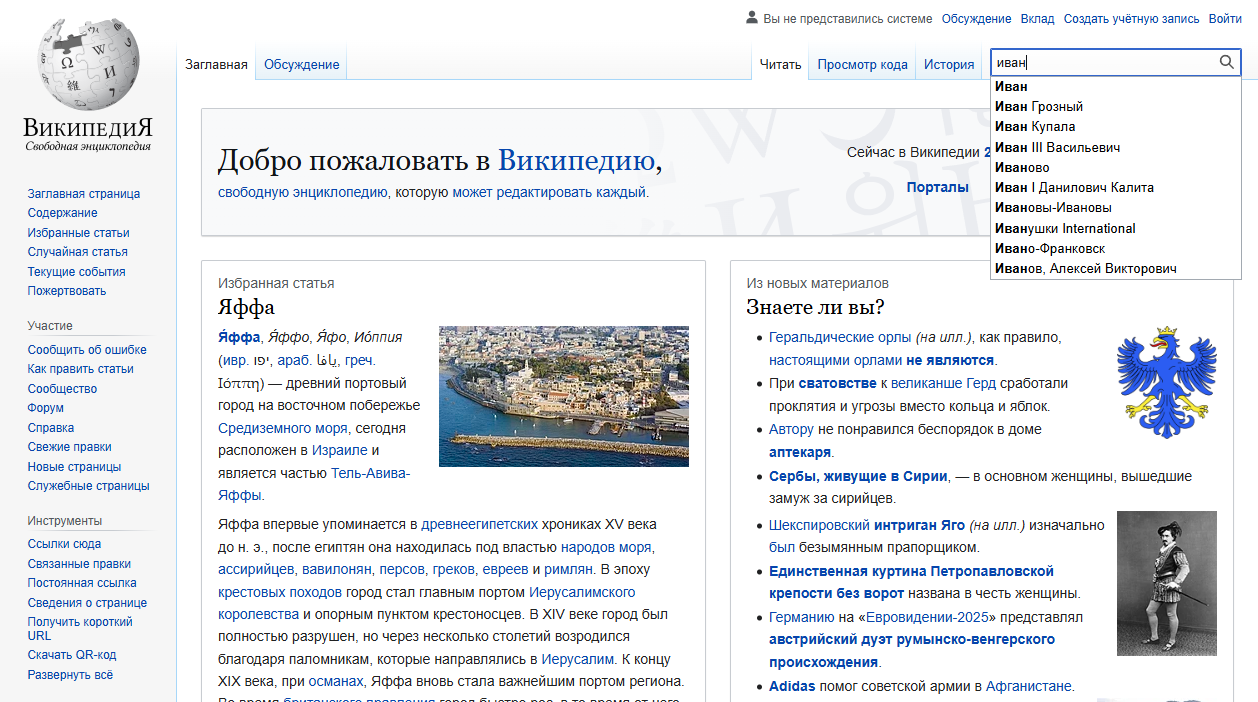 Вы не представились системе Обсуждение Вклад Создать учётную запись Войти
Заглавная Обсуждение Читать Просмотр кода История иван
ВикипедиЯ
Свободная энциклопедия
Заглавная страница
Содержание
Избранные статьи
Случайная статья
Текущие события
Пожертвовать
Участие
Сообщить об ошибке
Как править статьи
Сообщество
Форум
Справка
Свежие правки
Новые страницы
Служебные страницы
Инструменты
Ссылки сюда
Связанные правки
Постоянная ссылка
Сведения о странице
Получить короткий
URL
Скачать QR-код
Развернуть всё
Иван
Иван Грозный
Иван Купала
Иван III Васильевич
Иваново
Иван I Данилович Калита
Ивановы-Ивановы
Иванушки International
Ивано-Франковск
Иванов, Алексей Викторович
Добро пожаловать в Википедию,
свободную энциклопедию, которую может редактировать каждый.
Сейчас в Википедии 2
Порталы
Избранная статья
Яффа
Я́ффа, Я́ффо, Я́фо, Ио́ппия
(ивр. יפו, араб. يَافَا, греч.
Ιόππη) — древний портовый
город на восточном побережье
Средиземного моря, сегодня
расположен в Израиле и
является частью Тель-Авива-
Яффы.
Яффа впервые упоминается в древнеегипетских хрониках XV века
до н. э., после египтян она находилась под властью народов моря,
ассирийцев, вавилонян, персов, греков, евреев и римлян. В эпоху
крестовых походов город стал главным портом Иерусалимского
королевства и опорным пунктом крестоносцев. В XIV веке город был
полностью разрушен, но через несколько столетий возродился
благодаря паломникам, которые направлялись в Иерусалим. К концу
XIX века, при османах, Яффа вновь стала важнейшим портом региона.
Во время британского правления город быстро рос, в то время от него
Из новых материалов
Знаете ли вы?
Геральдические орлы (на илл.), как правило,
настоящими орлами не являются.
При сватовстве к великанше Герд сработали
проклятия и угрозы вместо кольца и яблок.
Автору не понравился беспорядок в доме
аптекаря.
Сербы, живущие в Сирии, — в основном женщины, вышедшие
замуж за сирийцев.
Шекспировский интриган Яго (на илл.) изначально
был безымянным прапорщиком.
Единственная куртина Петропавловской
крепости без ворот названа в честь женщины.
Германию на «Евровидении-2025» представлял
австрийский дуэт румынско-венгерского
происхождения.
Adidas помог советской армии в Афганистане.